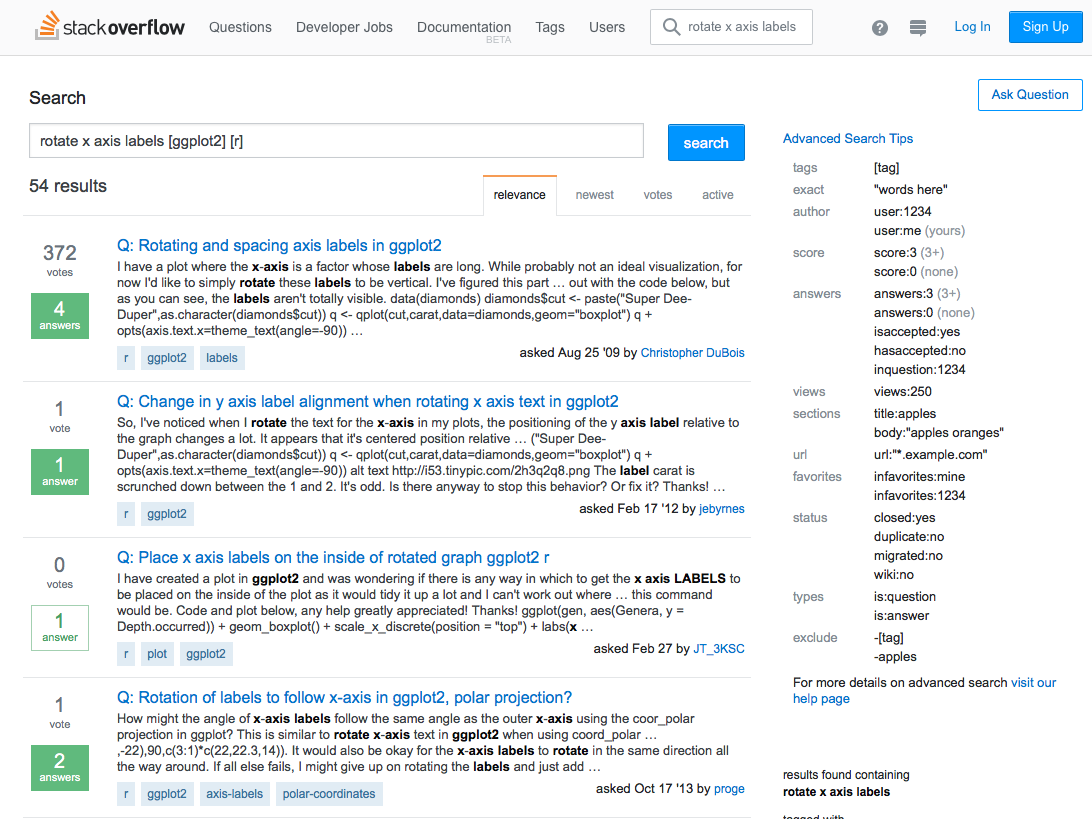 stackoverflow Questions Developer Jobs Documentation BETA Tags Users rotate x axis labels ? Log In Sign Up
Search
Ask Question
rotate x axis labels [ggplot2] [r]
search
54 results
relevance newest votes active
372
votes
4
answers
Q: Rotating and spacing axis labels in ggplot2
I have a plot where the x-axis is a factor whose labels are long. While probably not an ideal visualization, for
now I'd like to simply rotate these labels to be vertical. I've figured this part … out with the code below, but
as you can see, the labels aren't totally visible. data(diamonds) diamonds$cut <- paste("Super Dee-
Duper",as.character(diamonds$cut)) q <- qplot(cut,carat,data=diamonds,geom="boxplot") q +
opts(axis.text.x=theme_text(angle=-90)) …
r ggplot2 labels
asked Aug 25 '09 by Christopher DuBois
1
vote
1
answer
Q: Change in y axis label alignment when rotating x axis text in ggplot2
So, I've noticed when I rotate the text for the x-axis in my plots, the positioning of the y axis label relative to
the graph changes a lot. It appears that it's centered position relative … ("Super Dee-
Duper",as.character(diamonds$cut)) q <- qplot(cut,carat,data=diamonds,geom="boxplot") q +
opts(axis.text.x=theme_text(angle=-90)) alt text http://i53.tinypic.com/2h3q2q8.png The label carat is
scrunched down between the 1 and 2. It's odd. Is there anyway to stop this behavior? Or fix it? Thanks! …
r ggplot2
asked Feb 17 '12 by jebyrnes
0
votes
1
answer
Q: Place x axis labels on the inside of rotated graph ggplot2 r
I have created a plot in ggplot2 and was wondering if there is any way in which to get the x axis LABELS to
be placed on the inside of the plot as it would tidy it up a lot and I can't work out where … this command
would be. Code and plot below, any help greatly appreciated! Thanks! ggplot(gen, aes(Genera, y =
Depth.occurred)) + geom_boxplot() + scale_x_discrete(position = "top") + labs(x …
r plot ggplot2
asked Feb 27 by JT_3KSC
1
vote
2
answers
Q: Rotation of labels to follow x-axis in ggplot2, polar projection?
How might the angle of x-axis labels follow the same angle as the outer x-axis using the coor_polar
projection in ggplot? This is similar to rotate x-axis text in ggplot2 when using coord_polar …
,-22),90,c(3:1)*c(22,22.3,14)). It would also be okay for the x-axis labels to rotate in the same direction all
the way around. If all else fails, I might give up on rotating the labels and just add …
r ggplot2 axis-labels polar-coordinates
asked Oct 17 '13 by proge
Advanced Search Tips
tags [tag]
exact "words here"
author user:1234
user:me (yours)
score score:3 (3+)
score:0 (none)
answers answers:3 (3+)
answers:0 (none)
isaccepted:yes
hasaccepted:no
inquestion:1234
views views:250
sections title:apples
body:"apples oranges"
url url:"*.example.com"
favorites infavorites:mine
infavorites:1234
status closed:yes
duplicate:no
migrated:no
wiki:no
types is:question
is:answer
exclude -[tag]
-apples
For more details on advanced search visit our
help page
results found containing
rotate x axis labels
tagged with